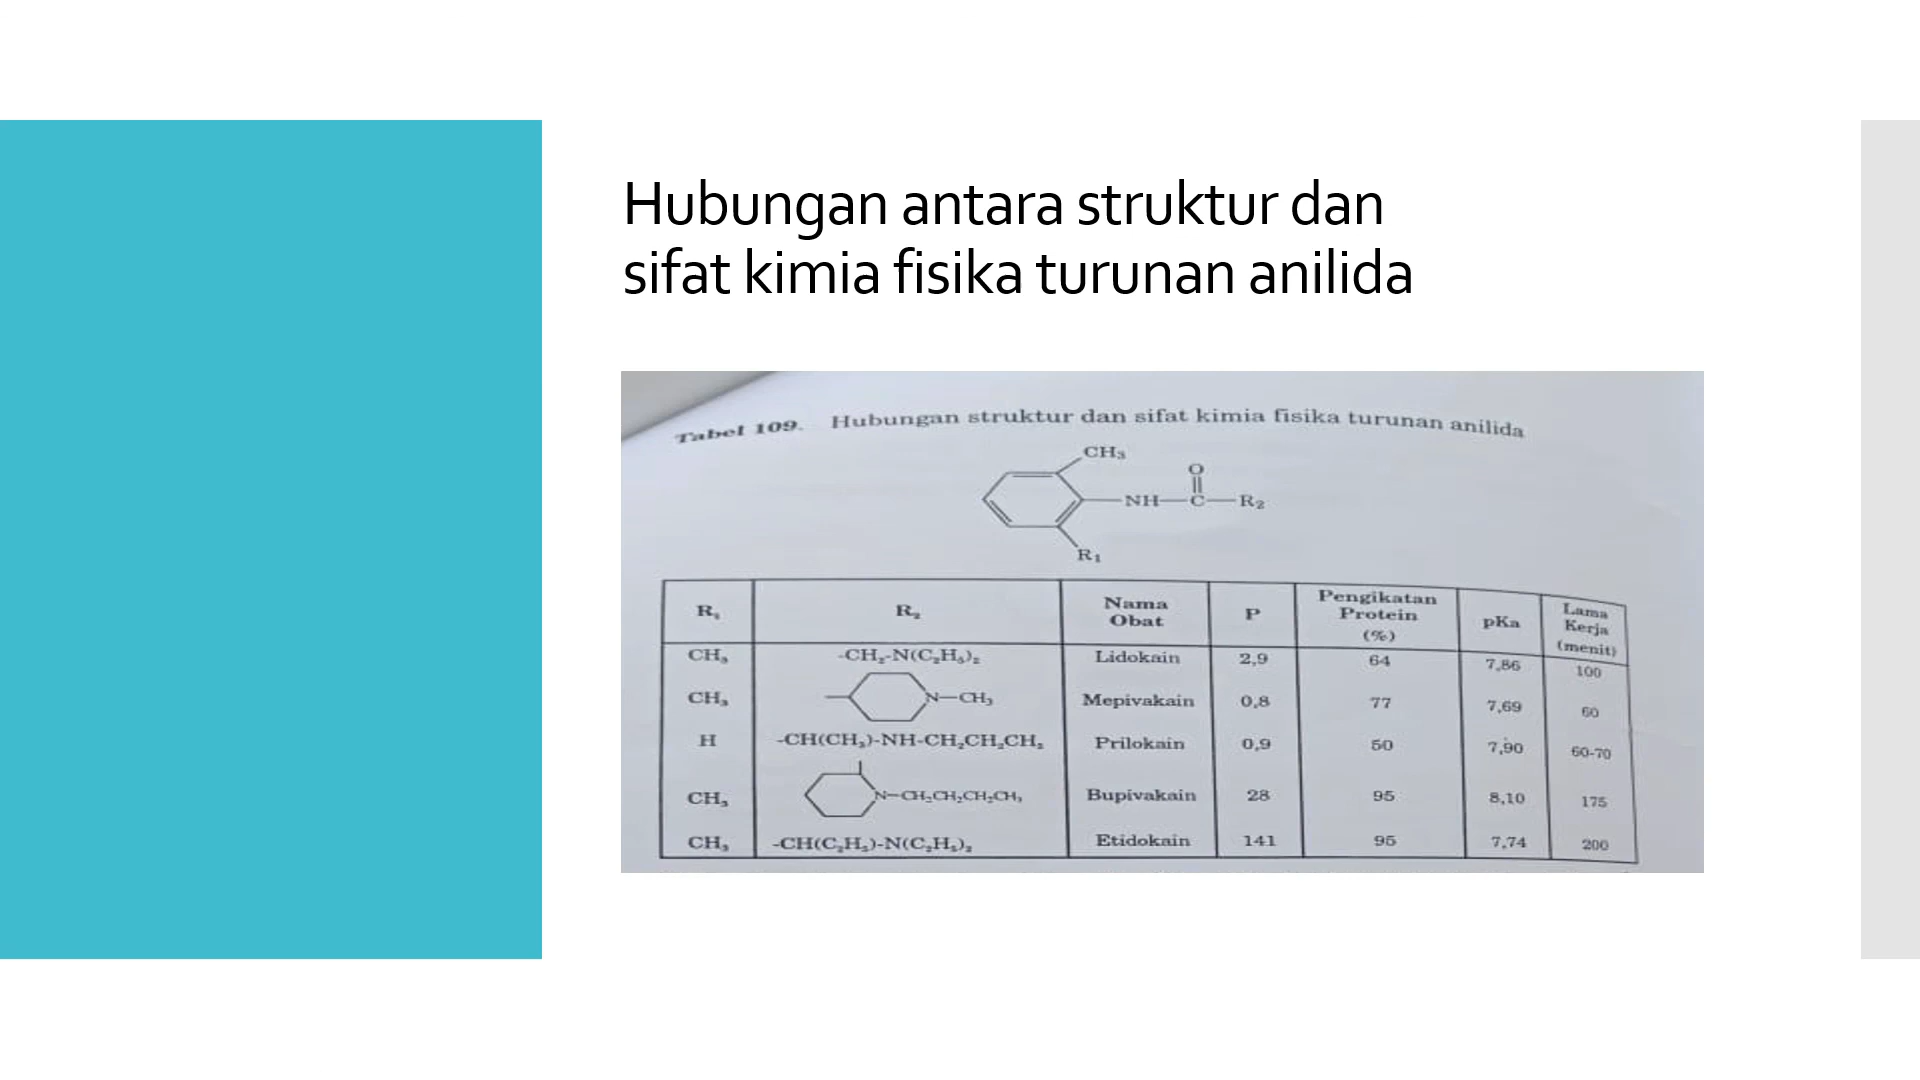 Hubungan antara struktur dan
sifat kimia fisika turunan anilida
Tabel 109. Hubungan struktur dan sifat kimia fisika turunan anilida
CH₃
O
NH—C—R₂
R₁
R₁ R₂ Nama Obat P Pengikatan Protein (%) pKa Lama Kerja (menit)
CH₃ -CH₂-N(C₂H₅)₂ Lidokain 2,9 64 7,86 100
CH₃ N—CH₃ Mepivakain 0,8 77 7,69 60
H -CH(CH₃)-NH-CH₂CH₂CH₃ Prilokain 0,9 50 7,90 60-70
CH₃ N—CH₂CH₂CH₂CH₃ Bupivakain 28 95 8,10 175
CH₃ -CH(C₂H₅)-N(C₂H₅)₂ Etidokain 141 95 7,74 200